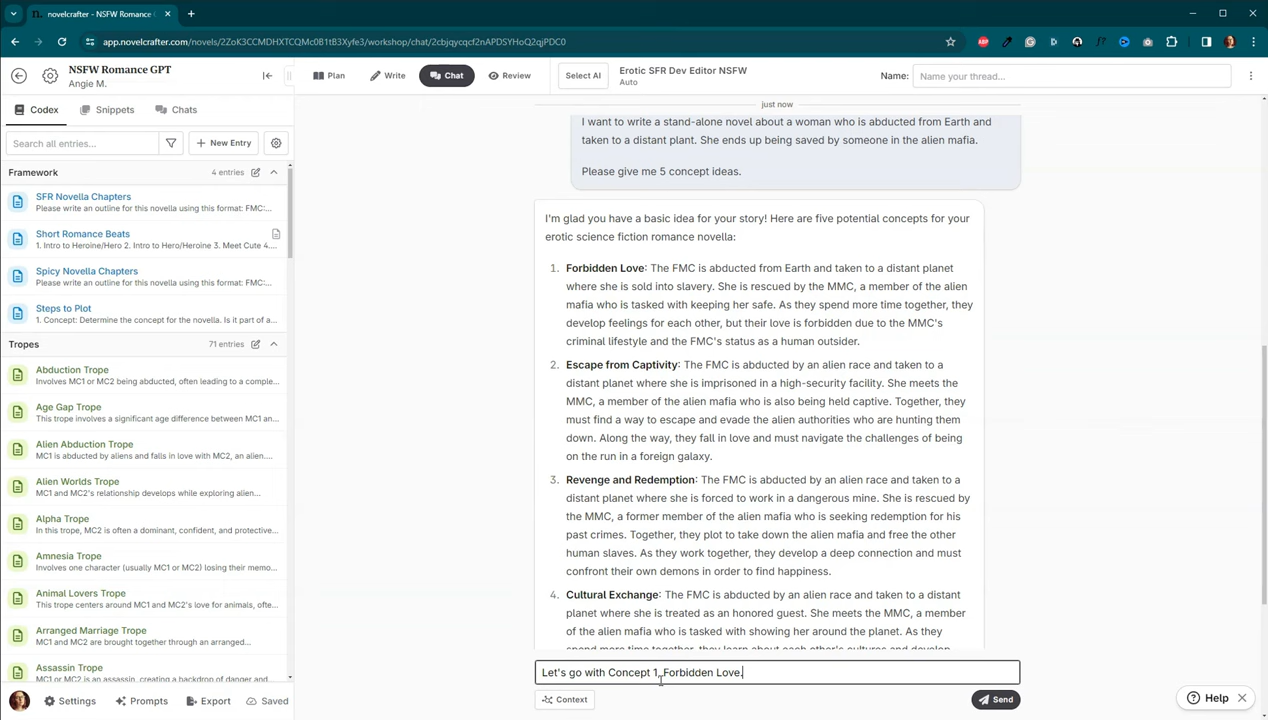 novelcrafter - NSFW Romance G
app.novelcrafter.com/novels/2ZoK3CCMDHXTCQMc0B1tB3Xyfe3/workshop/chat/2cbjqycqcf2nAPDSYHoQ2qjPDC0
NSFW Romance GPT
Angie M.
Plan
Write
Chat
Review
Select AI
Erotic SFR Dev Editor NSFW
Auto
Name:
Name your thread...
Codex
Snippets
Chats
Search all entries...
+ New Entry
Framework
4 entries
SFR Novella Chapters
Please write an outline for this novella using this format: FMC:...
Short Romance Beats
1. Intro to Heroine/Hero 2. Intro to Hero/Heroine 3. Meet Cute 4....
Spicy Novella Chapters
Please write an outline for this novella using this format: FMC:...
Steps to Plot
1. Concept: Determine the concept for the novella. Is it part of a...
Tropes
71 entries
Abduction Trope
Involves MC1 or MC2 being abducted, often leading to a comple...
Age Gap Trope
This trope involves a significant age difference between MC1 an...
Alien Abduction Trope
MC1 is abducted by aliens and falls in love with MC2, an alien....
Alien Worlds Trope
MC1 and MC2's relationship develops while exploring alien...
Alpha Trope
In this trope, MC2 is often a dominant, confident, and protective...
Amnesia Trope
Involves one character (usually MC1 or MC2) losing their memo...
Animal Lovers Trope
This trope centers around MC1 and MC2's love for animals, ofte...
Arranged Marriage Trope
MC1 and MC2 are brought together through an arranged...
Assassin Trope
MC1 or MC2 is an assassin, creating a backdrop of danger and
Settings
Prompts
Export
Saved
just now
I want to write a stand-alone novel about a woman who is abducted from Earth and
taken to a distant plant. She ends up being saved by someone in the alien mafia.
Please give me 5 concept ideas.
I'm glad you have a basic idea for your story! Here are five potential concepts for your
erotic science fiction romance novella:
1. Forbidden Love: The FMC is abducted from Earth and taken to a distant planet
where she is sold into slavery. She is rescued by the MMC, a member of the alien
mafia who is tasked with keeping her safe. As they spend more time together, they
develop feelings for each other, but their love is forbidden due to the MMC's
criminal lifestyle and the FMC's status as a human outsider.
2. Escape from Captivity: The FMC is abducted by an alien race and taken to a
distant planet where she is imprisoned in a high-security facility. She meets the
MMC, a member of the alien mafia who is also being held captive. Together, they
must find a way to escape and evade the alien authorities who are hunting them
down. Along the way, they fall in love and must navigate the challenges of being
on the run in a foreign galaxy.
3. Revenge and Redemption: The FMC is abducted by an alien race and taken to a
distant planet where she is forced to work in a dangerous mine. She is rescued by
the MMC, a former member of the alien mafia who is seeking redemption for his
past crimes. Together, they plot to take down the alien mafia and free the other
human slaves. As they work together, they develop a deep connection and must
confront their own demons in order to find happiness.
4. Cultural Exchange: The FMC is abducted by an alien race and taken to a distant
planet where she is treated as an honored guest. She meets the MMC, a member
of the alien mafia who is tasked with showing her around the planet. As they
spend more time together, they learn about each other's cultures and develop
Let's go with Concept 1, Forbidden Love.
Context
Send
Help